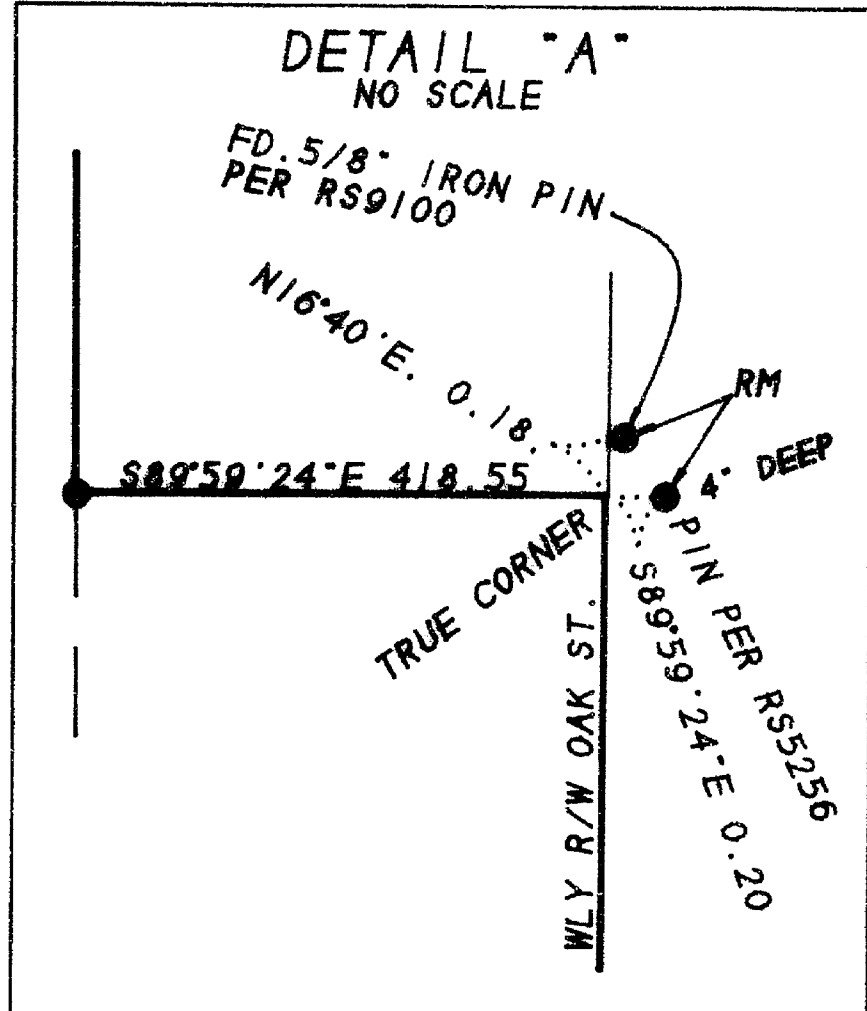 DETAIL "A"
NO SCALE
FD. 5/8" IRON PIN
PER RS9100
N16°40'E. 0.18
RM
4" DEEP
S89°59'24"E 418.55
TRUE CORNER
PIN PER RS5256
S89°59'24"E 0.20
WLY R/W OAK ST.